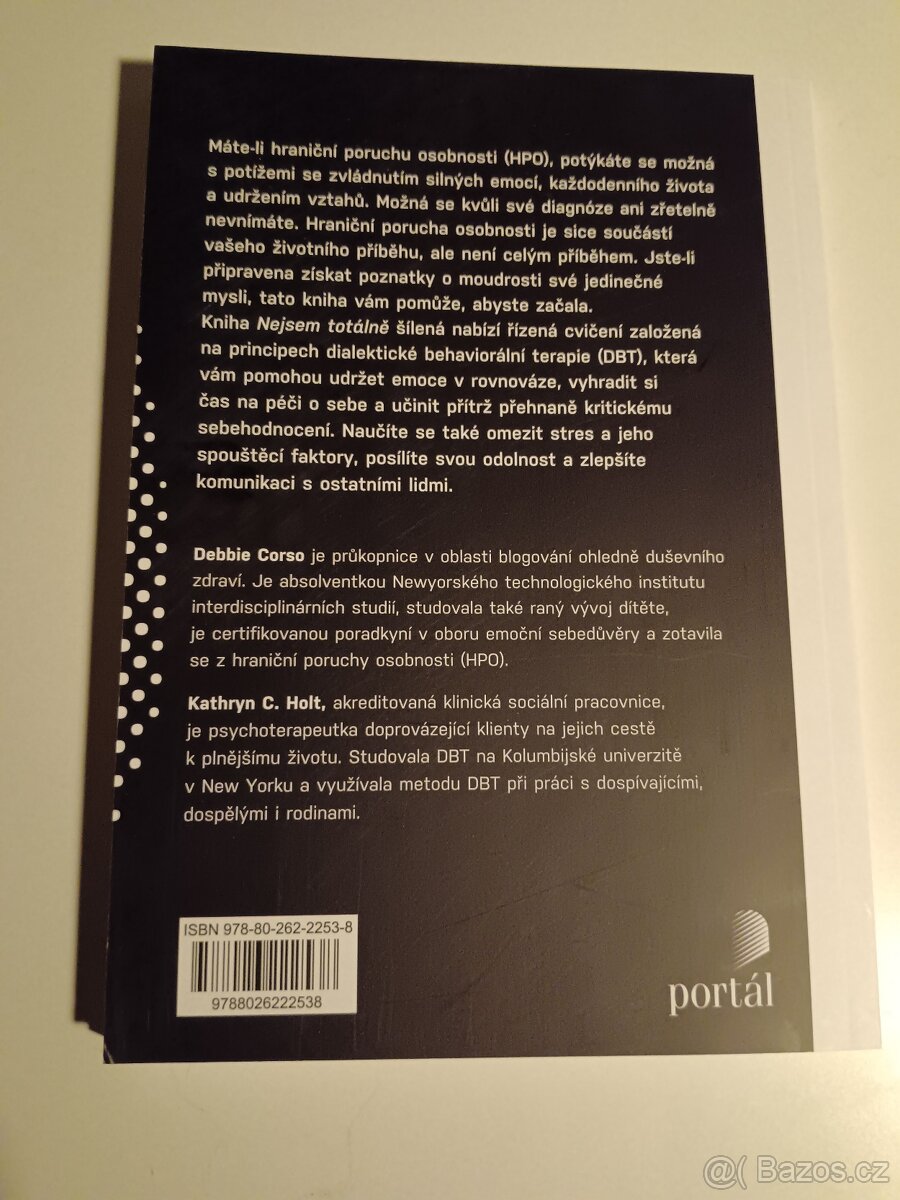 Máte-li hraniční poruchu osobnosti (HPO), potýkáte se možná
s potížemi se zvládnutím silných emocí, každodenního života
a udržením vztahů. Možná se kvůli své diagnóze ani zřetelně
nevnímáte. Hraniční porucha osobnosti je sice součástí
vašeho životního příběhu, ale není celým příběhem. Jste-li
připravena získat poznatky o moudrosti své jedinečné
mysli, tato kniha vám pomůže, abyste začala.
Kniha Nejsem totálně šílená nabízí řízená cvičení založená
na principech dialektické behaviorální terapie (DBT), která
vám pomohou udržet emoce v rovnováze, vyhradit si
čas na péči o sebe a učinit přítrž přehnaně kritickému
sebehodnocení. Naučíte se také omezit stres a jeho
spouštěcí faktory, posílíte svou odolnost a zlepšíte
komunikaci s ostatními lidmi.
Debbie Corso je průkopnice v oblasti blogování ohledně duševního
zdraví. Je absolventkou Newyorského technologického institutu
interdisciplinárních studií, studovala také raný vývoj dítěte,
je certifikovanou poradkyní v oboru emoční sebedůvěry a zotavila
se z hraniční poruchy osobnosti (HPO).
Kathryn C. Holt, akreditovaná klinická sociální pracovnice,
je psychoterapeutka doprovázející klienty na jejich cestě
k plnějšímu životu. Studovala DBT na Kolumbijské univerzitě
v New Yorku a využívala metodu DBT při práci s dospívajícími,
dospělými i rodinami.
ISBN 978-80-262-2253-8
9788026222538
portál
@( Bazos.cz